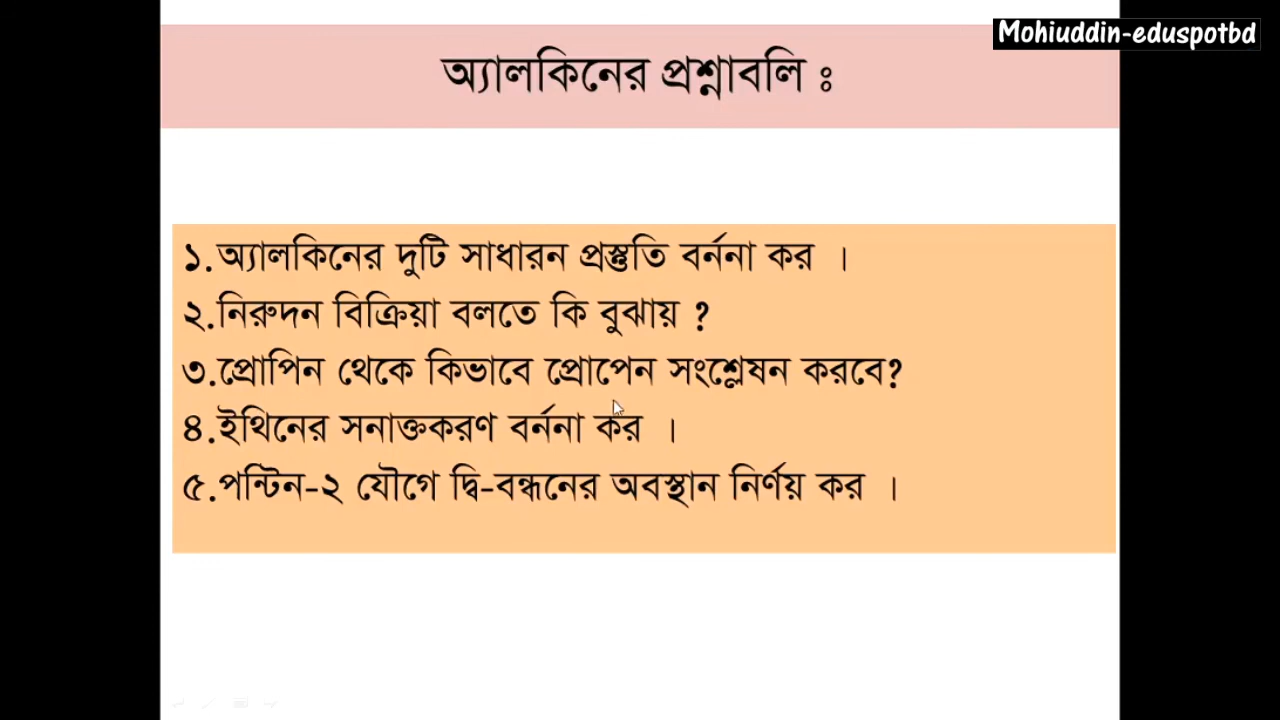 Mohiuddin-eduspotbd
অ্যালকিনের প্রশ্নাবলি ঃ
১.অ্যালকিনের দুটি সাধারন প্রস্তুতি বর্ননা কর ।
২.নিরুদন বিক্রিয়া বলতে কি বুঝায় ?
৩.প্রোপিন থেকে কিভাবে প্রোপেন সংশ্লেষন করবে?
৪.ইথিনের সনাক্তকরণ বর্ননা কর ।
৫.পন্টিন-২ যৌগে দ্বি-বন্ধনের অবস্থান নির্ণয় কর ।